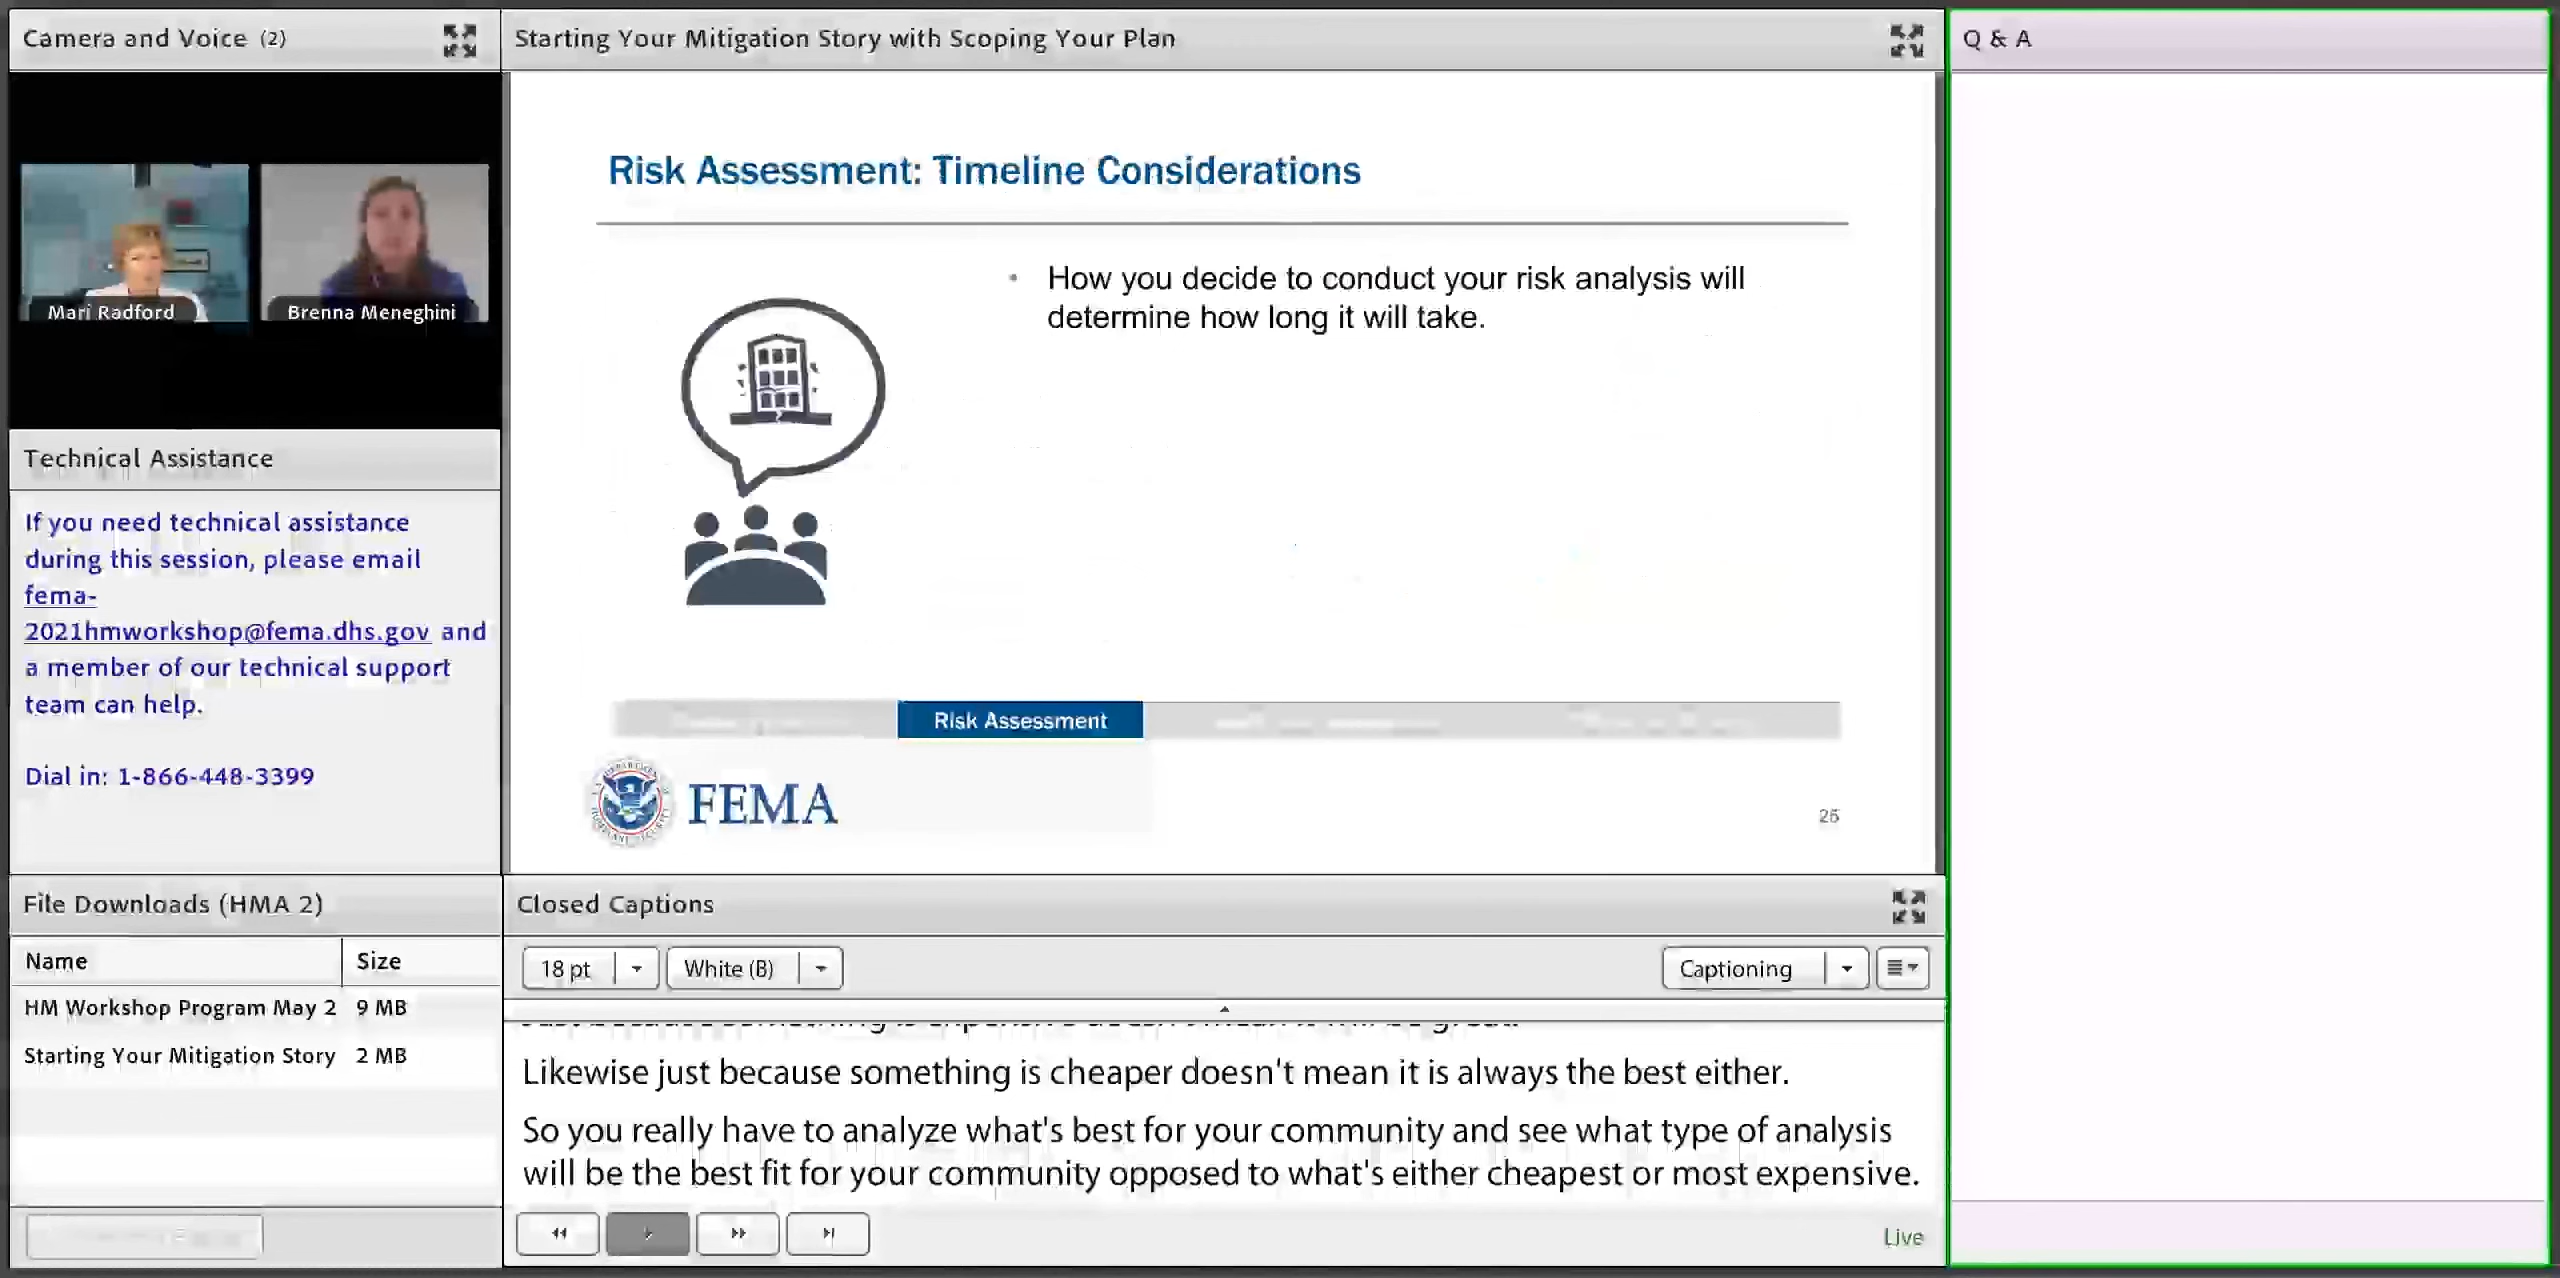 Camera and Voice (2)
Mari Radford
Brenna Meneghini
Technical Assistance
If you need technical assistance
during this session, please email
fema-
2021hmworkshop@fema.dhs.gov and
a member of our technical support
team can help.
Dial in: 1-866-448-3399
File Downloads (HMA 2)
Name Size
HM Workshop Program May 2 9 MB
Starting Your Mitigation Story 2 MB
Starting Your Mitigation Story with Scoping Your Plan
Risk Assessment: Timeline Considerations
• How you decide to conduct your risk analysis will
determine how long it will take.
Risk Assessment
FEMA
Closed Captions
18 pt White (B) Captioning
Likewise just because something is cheaper doesn't mean it is always the best either.
So you really have to analyze what's best for your community and see what type of analysis
will be the best fit for your community opposed to what's either cheapest or most expensive.
Live
Q & A